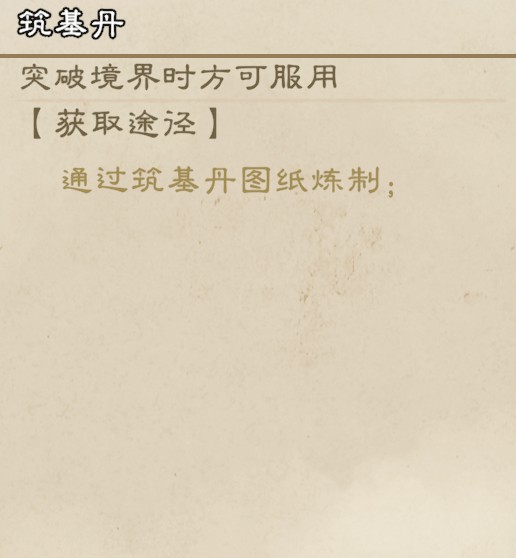 筑基丹
突破境界时方可服用
【获取途径】
通过筑基丹图纸炼制；